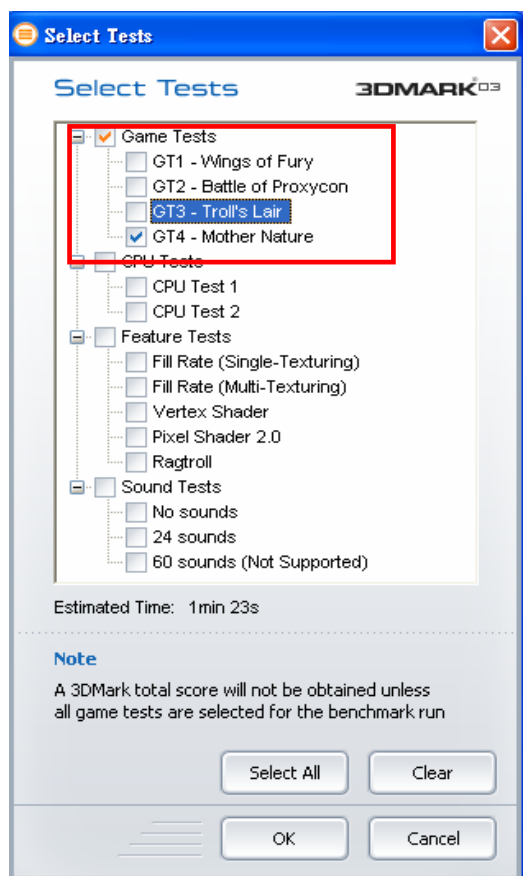 Select Tests
Select Tests
3DMARK®03
Game Tests
GT1 - Wings of Fury
GT2 - Battle of Proxycon
GT3 - Troll's Lair
GT4 - Mother Nature
CPU Tests
CPU Test 1
CPU Test 2
Feature Tests
Fill Rate (Single-Texturing)
Fill Rate (Multi-Texturing)
Vertex Shader
Pixel Shader 2.0
Ragtroll
Sound Tests
No sounds
24 sounds
60 sounds (Not Supported)
Estimated Time: 1min 23s
Note
A 3DMark total score will not be obtained unless
all game tests are selected for the benchmark run
Select All
Clear
OK
Cancel